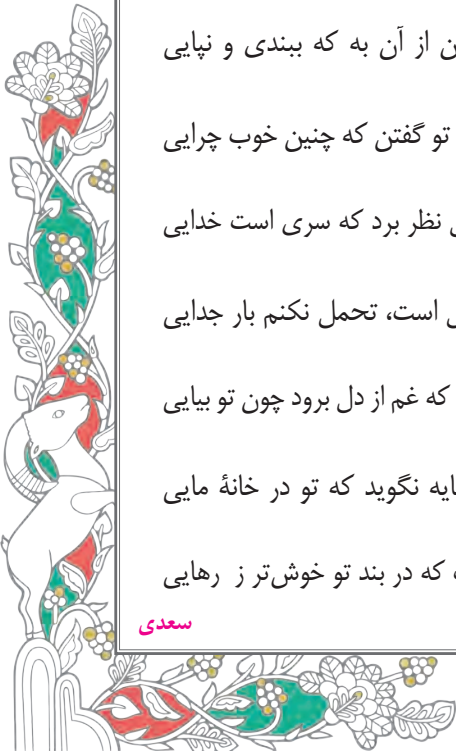 از آن به که ببندی و نپایی
تو گفتن که چنین خوب چرایی
نظر برد که سری است خدایی
است، تحمل نکنم بار جدایی
که غم از دل برود چون تو بیایی
نگوید که تو در خانهٔ مایی
که در بند تو خوش‌تر ز رهایی
سعدی